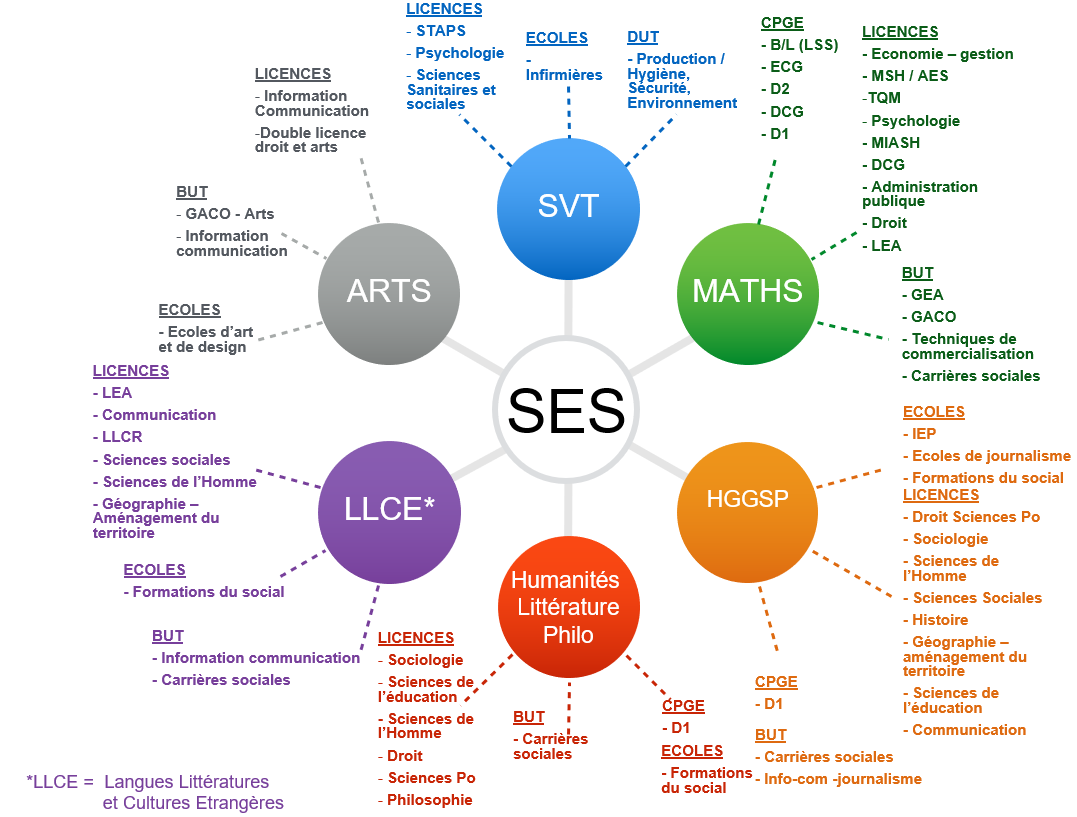 LICENCES
- STAPS
- Psychologie
- Sciences
Sanitaires et
sociales
ECOLES
-
Infirmières
DUT
- Production /
Hygiène,
Sécurité,
Environnement
SVT
CPGE
- B/L (LSS)
- ECG
- D2
- DCG
- D1
LICENCES
- Economie – gestion
- MSH / AES
-TQM
- Psychologie
- MIASH
- DCG
- Administration
publique
- Droit
- LEA
BUT
- GEA
- GACO
- Techniques de
commercialisation
- Carrières sociales
MATHS
LICENCES
- Information
Communication
-Double licence
droit et arts
BUT
- GACO - Arts
- Information
communication
ECOLES
- Ecoles d’art
et de design
ARTS
SES
LICENCES
- LEA
- Communication
- LLCR
- Sciences sociales
- Sciences de l’Homme
- Géographie –
Aménagement du
territoire
ECOLES
- Formations du social
BUT
- Information communication
- Carrières sociales
LLCE*
ECOLES
- IEP
- Ecoles de journalisme
- Formations du social
LICENCES
- Droit Sciences Po
- Sociologie
- Sciences de
l’Homme
- Sciences Sociales
- Histoire
- Géographie –
aménagement du
territoire
- Sciences de
l’éducation
- Communication
CPGE
- D1
BUT
- Carrières sociales
- Info-com -journalisme
HGGSP
Humanités
Littérature
Philo
LICENCES
- Sociologie
- Sciences de
l’éducation
- Sciences de
l’Homme
- Droit
- Sciences Po
- Philosophie
BUT
- Carrières
sociales
CPGE
- D1
ECOLES
- Formations
du social
*LLCE = Langues Littératures
et Cultures Etrangères